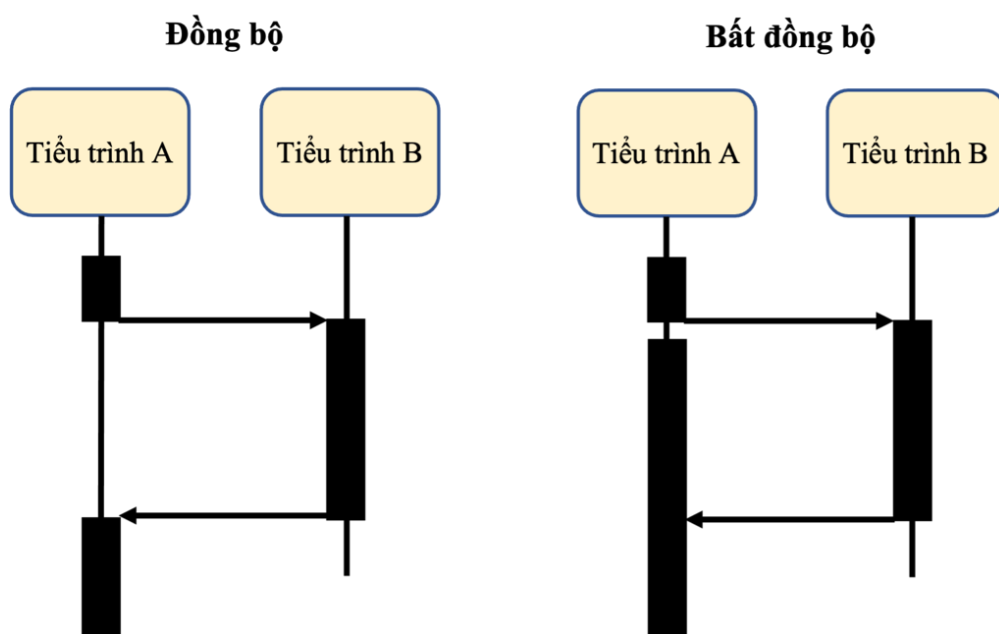 Đồng bộ
Bất đồng bộ
Tiểu trình A
Tiểu trình B
Tiểu trình A
Tiểu trình B